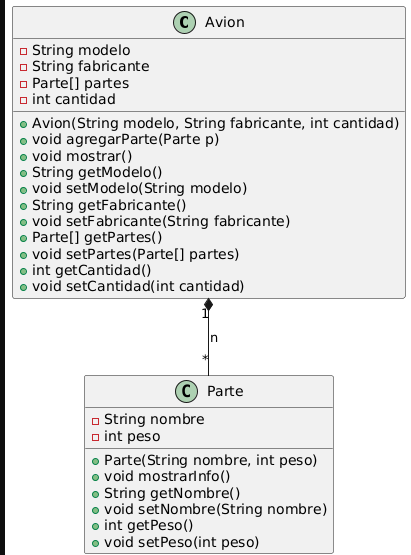 C Avion
String modelo
String fabricante
Parte[] partes
int cantidad
Avion(String modelo, String fabricante, int cantidad)
void agregarParte(Parte p)
void mostrar()
String getModelo()
void setModelo(String modelo)
String getFabricante()
void setFabricante(String fabricante)
Parte[] getPartes()
void setPartes(Parte[] partes)
int getCantidad()
void setCantidad(int cantidad)
1
n
*
C Parte
String nombre
int peso
Parte(String nombre, int peso)
void mostrarInfo()
String getNombre()
void setNombre(String nombre)
int getPeso()
void setPeso(int peso)